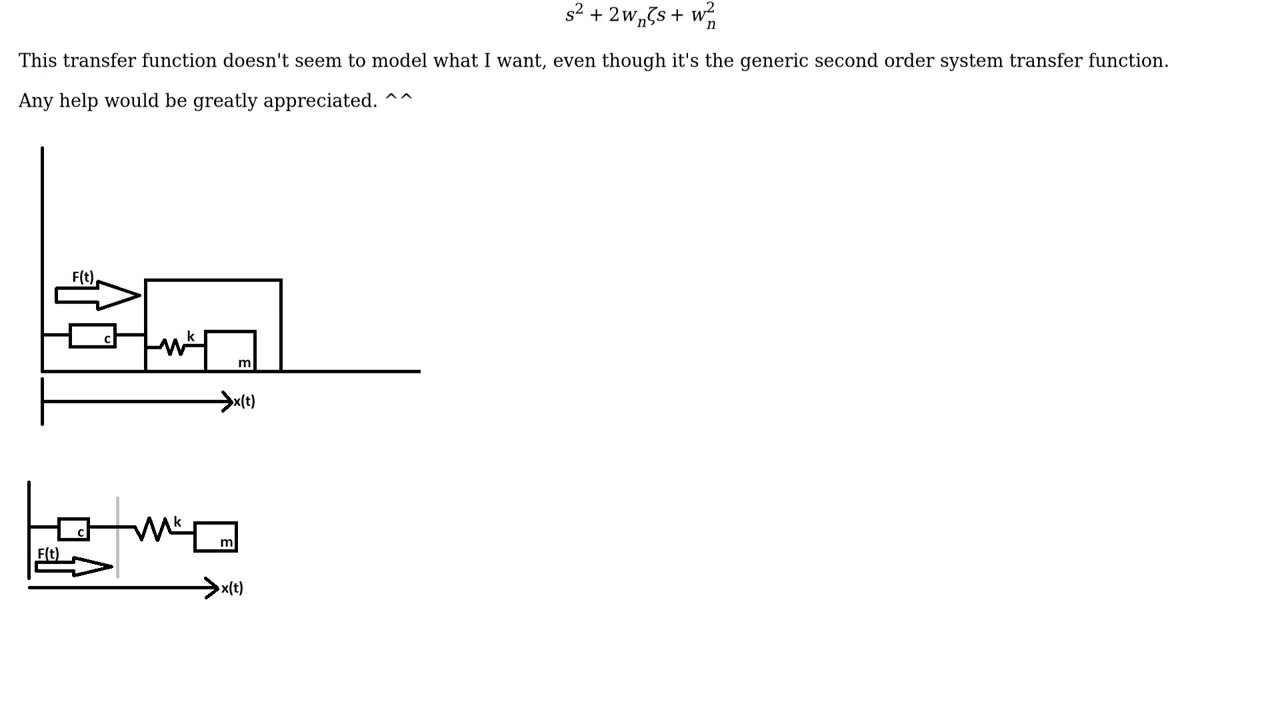 s² + 2wₙζs + wₙ²
This transfer function doesn't seem to model what I want, even though it's the generic second order system transfer function.
Any help would be greatly appreciated. ^^
F(t)
c
k
m
x(t)
c
k
m
F(t)
x(t)